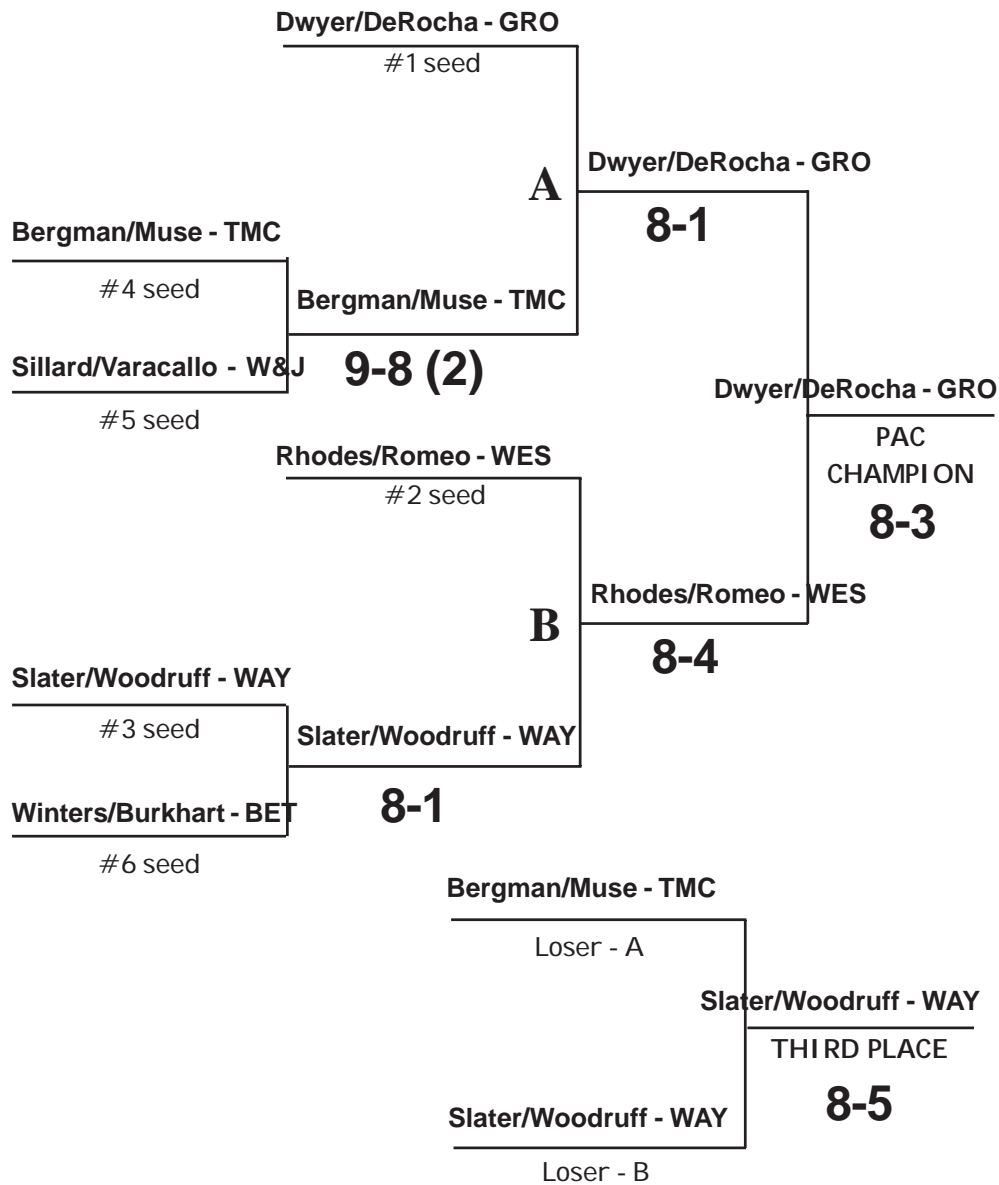 Dwyer/DeRocha - GRO
#1 seed
A
Dwyer/DeRocha - GRO
8-1
Bergman/Muse - TMC
#4 seed
Bergman/Muse - TMC
9-8 (2)
Sillard/Varacallo - W&J
#5 seed
Dwyer/DeRocha - GRO
PAC
CHAMPION
8-3
Rhodes/Romeo - WES
#2 seed
B
Rhodes/Romeo - WES
8-4
Slater/Woodruff - WAY
#3 seed
Slater/Woodruff - WAY
8-1
Winters/Burkhart - BET
#6 seed
Bergman/Muse - TMC
Loser - A
Slater/Woodruff - WAY
THIRD PLACE
8-5
Slater/Woodruff - WAY
Loser - B